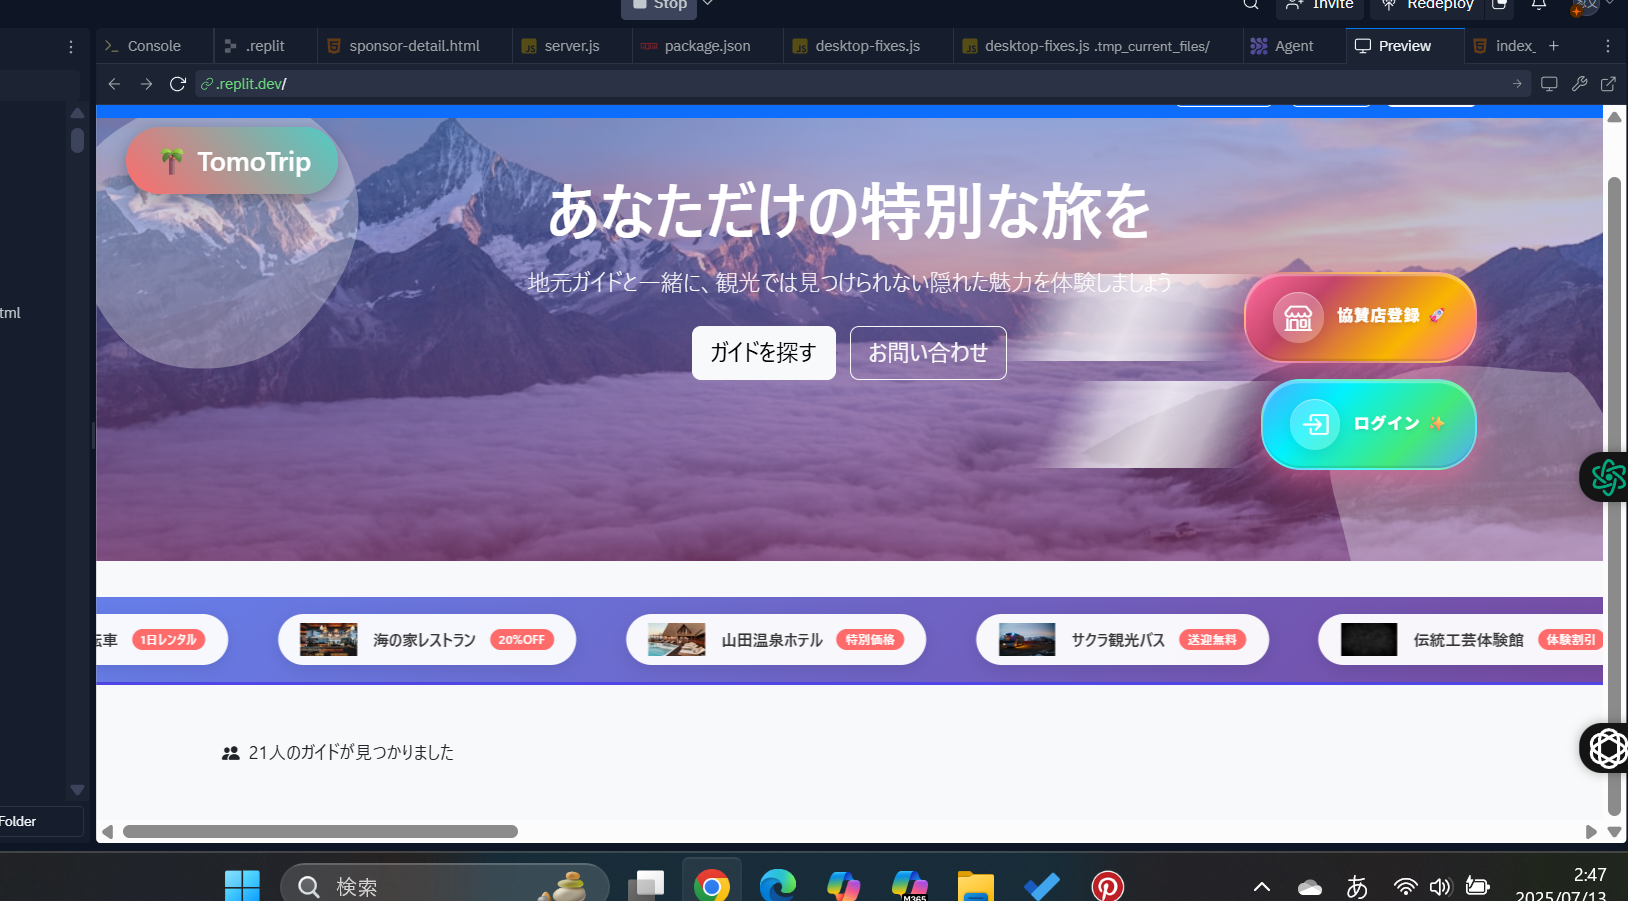 Stop
Invite
Redeploy
Console
.replit
sponsor-detail.html
server.js
package.json
desktop-fixes.js
desktop-fixes.js .tmp_current_files/
Agent
Preview
index_
.replit.dev/
TomoTrip
あなただけの特別な旅を
地元ガイドと一緒に、観光では見つけられない隠れた魅力を体験しましょう
ガイドを探す
お問い合わせ
協賛店登録 🚀
ログイン ✨
tml
転車 1日レンタル
海の家レストラン 20%OFF
山田温泉ホテル 特別価格
サクラ観光バス 送迎無料
伝統工芸体験館 体験割引
21人のガイドが見つかりました
Folder
検索
M365
あ
2:47
2025/07/13